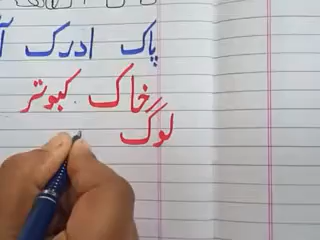 پاک ادرک
خاک کبوتر
لوگ